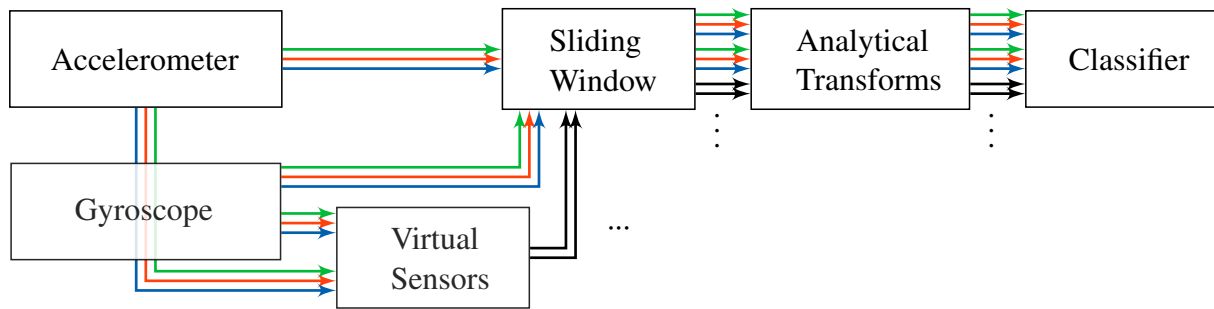 Accelerometer
Sliding
Window
Analytical
Transforms
Classifier
Gyroscope
Virtual
Sensors
...